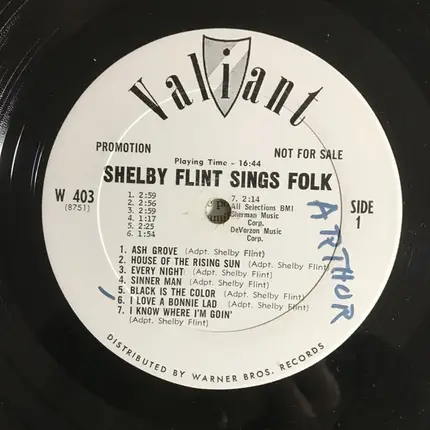 Valiant
PROMOTION
NOT FOR SALE
Playing Time - 16:44
SHELBY FLINT SINGS FOLK
W 403
(8751)
1. 2:59
2. 2:56
3. 2:59
4. 1:17
5. 2:25
6. 1:54
7. 2:14
All Selections BMI
Sherman Music
Corp.
DeVorzon Music
Corp.
SIDE
1
ARTHUR
1. ASH GROVE (Adpt. Shelby Flint)
2. HOUSE OF THE RISING SUN (Adpt. Shelby Flint)
3. EVERY NIGHT (Adpt. Shelby Flint)
4. SINNER MAN (Adpt. Shelby Flint)
5. BLACK IS THE COLOR (Adpt. Shelby Flint)
6. I LOVE A BONNIE LAD (Adpt. Shelby Flint)
7. I KNOW WHERE I'M GOIN'
(Adpt. Shelby Flint)
DISTRIBUTED BY WARNER BROS. RECORDS